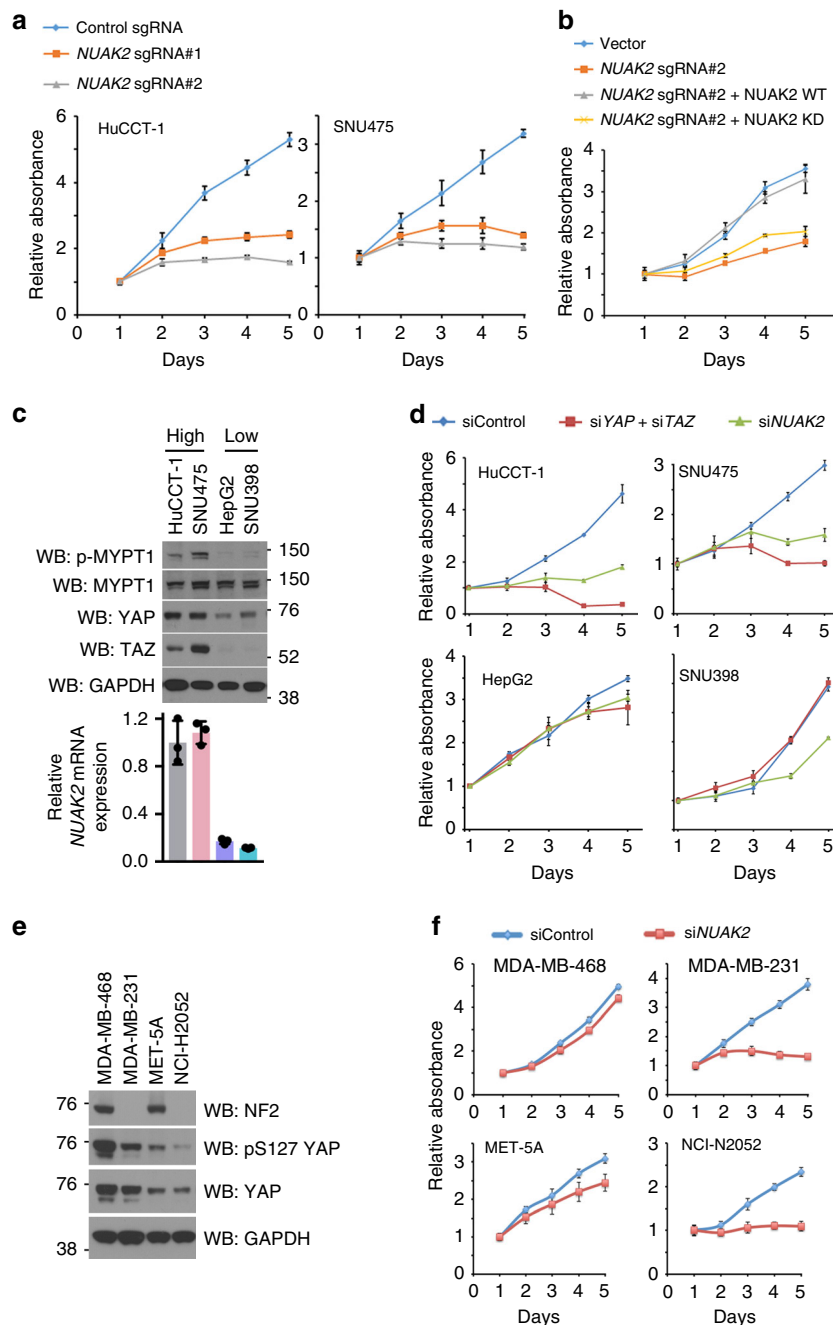 a
Control sgRNA
NUAK2 sgRNA#1
NUAK2 sgRNA#2
HuCCT-1
SNU475
Relative absorbance
6
4
2
0
3
2
1
0
0 1 2 3 4 5
0 1 2 3 4 5
Days
Days
b
Vector
NUAK2 sgRNA#2
NUAK2 sgRNA#2 + NUAK2 WT
NUAK2 sgRNA#2 + NUAK2 KD
Relative absorbance
4
3
2
1
0
1 2 3 4 5
Days
c
High Low
HuCCT-1
SNU475
HepG2
SNU398
WB: p-MYPT1
150
WB: MYPT1
150
WB: YAP
76
WB: TAZ
52
WB: GAPDH
38
Relative
NUAK2 mRNA
expression
1.2
0.8
0.4
0.0
d
siControl
siYAP + siTAZ
siNUAK2
HuCCT-1
SNU475
Relative absorbance
6
4
2
0
3
2
1
0
1 2 3 4 5
1 2 3 4 5
HepG2
SNU398
Relative absorbance
4
3
2
1
0
1 2 3 4 5
1 2 3 4 5
Days
Days
e
MDA-MB-468
MDA-MB-231
MET-5A
NCI-H2052
76
WB: NF2
76
WB: pS127 YAP
76
WB: YAP
WB: GAPDH
38
f
siControl
siNUAK2
MDA-MB-468
MDA-MB-231
Relative absorbance
6
4
2
0
4
3
2
1
0
0 1 2 3 4 5
0 1 2 3 4 5
MET-5A
NCI-N2052
3
2
1
0
3
2
1
0
0 1 2 3 4 5
0 1 2 3 4 5
Days
Days